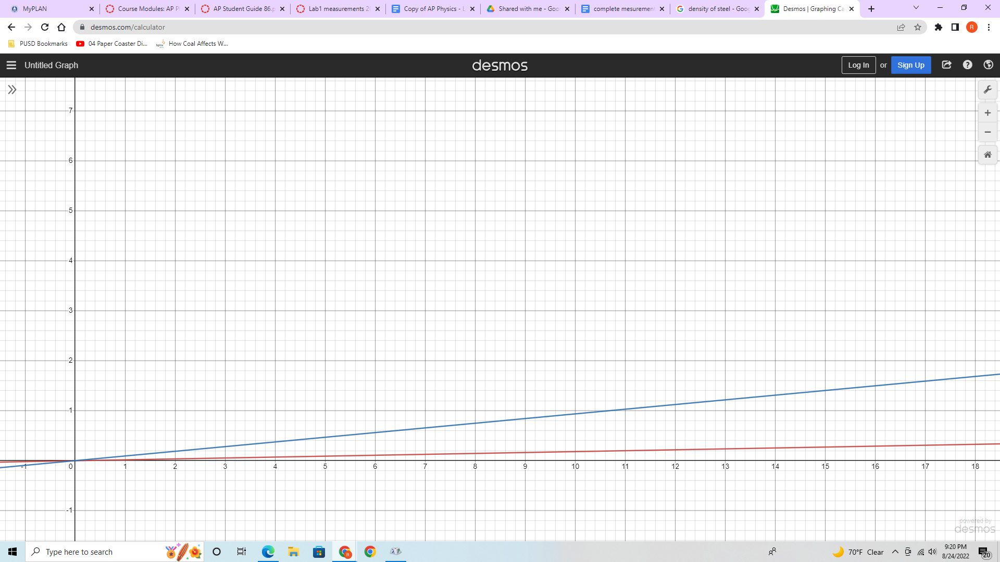 MyPLAN
Course Modules: AP P
AP Student Guide 86.p
Lab1 measurements 2
Copy of AP Physics - L
Shared with me - Goo
complete mesurement
density of steel - Goog
Desmos | Graphing Ca
desmos.com/calculator
R
PUSD Bookmarks
04 Paper Coaster Di...
How Coal Affects W...
Untitled Graph
desmos
Log In or Sign Up
7
6
5
4
3
2
1
-1 0 1 2 3 4 5 6 7 8 9 10 11 12 13 14 15 16 17 18
-1
powered by
desmos
Type here to search
R
70°F Clear
9:20 PM
8/24/2022
20